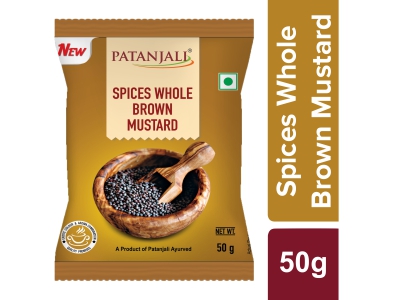 NEW
PATANJALI®
SPICES WHOLE
BROWN
MUSTARD
NET WT.
50 g
A Product of Patanjali Ayurved
Spices Whole
Brown Mustard
50g